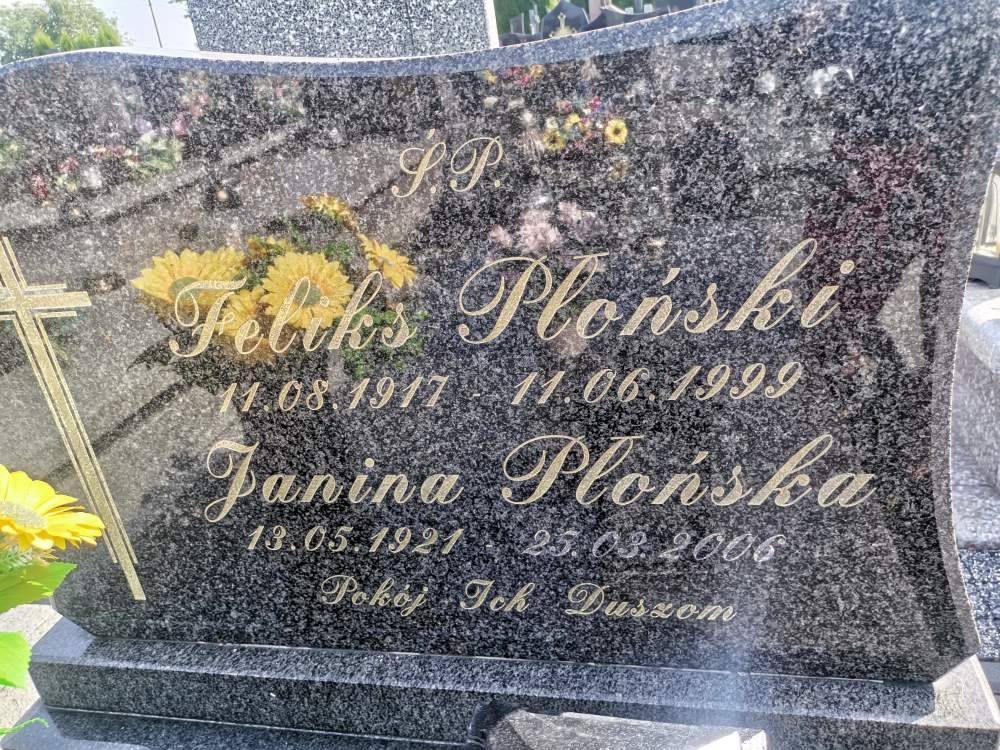 Ś.P.
Feliks Płoński
11.08.1917 - 11.06.1999
Janina Płońska
13.05.1921 - 25.03.2006
Pokój Ich Duszom